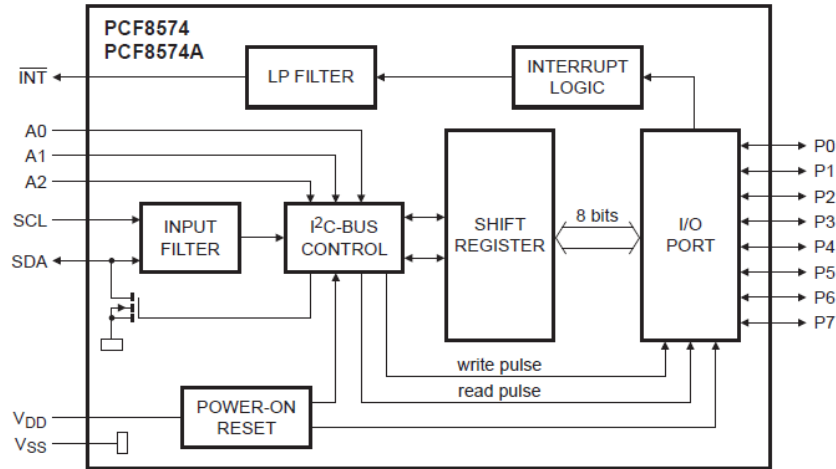 PCF8574
PCF8574A
INT
LP FILTER
INTERRUPT
LOGIC
A0
A1
A2
SCL
SDA
INPUT
FILTER
I²C-BUS
CONTROL
SHIFT
REGISTER
8 bits
I/O
PORT
P0
P1
P2
P3
P4
P5
P6
P7
write pulse
read pulse
POWER-ON
RESET
VDD
VSS